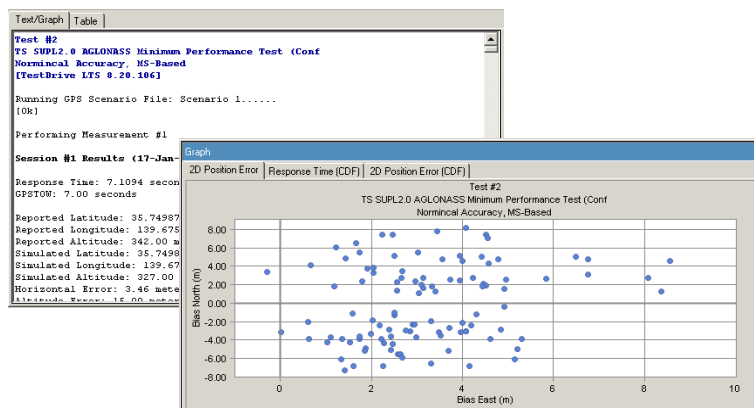 Text/Graph Table
Test #2
TS SUPL2.0 AGLONASS Minimum Performance Test (Conf
Normincal Accuracy, MS-Based
[TestDrive LTS 8.20.106]
Running GPS Scenario File: Scenario 1......
[Ok]
Performing Measurement #1
Session #1 Results (17-Jan-
Response Time: 7.1094 secon
GPSTOW: 7.00 seconds
Reported Latitude: 35.74987
Reported Longitude: 139.675
Reported Altitude: 342.00 m
Simulated Latitude: 35.7498
Simulated Longitude: 139.67
Simulated Altitude: 327.00
Horizontal Error: 3.46 mete
Altitude Error: 15.00 meter
Graph
2D Position Error Response Time (CDF) 2D Position Error (CDF)
Test #2
TS SUPL2.0 AGLONASS Minimum Performance Test (Conf
Normincal Accuracy, MS-Based
Bias North (m)
8.00
6.00
4.00
2.00
0.00
-2.00
-4.00
-6.00
-8.00
0 2 4 6 8 10
Bias East (m)